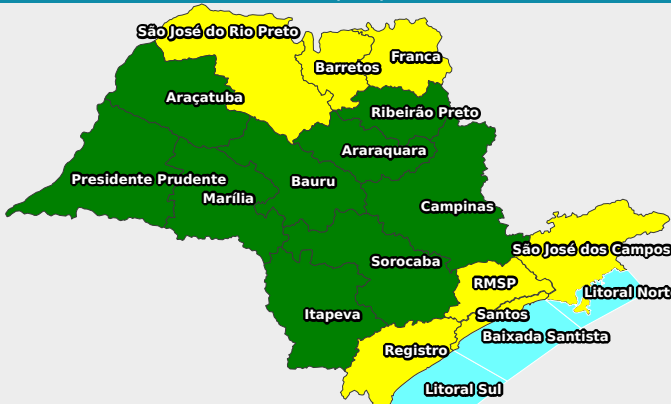 São José do Rio Preto
Franca
Barretos
Araçatuba
Ribeirão Preto
Araraquara
Presidente Prudente
Bauru
Marília
Campinas
São José dos Campos
Sorocaba
RMSP
Litoral Nort
Itapeva
Santos
Baixada Santista
Registro
Litoral Sul